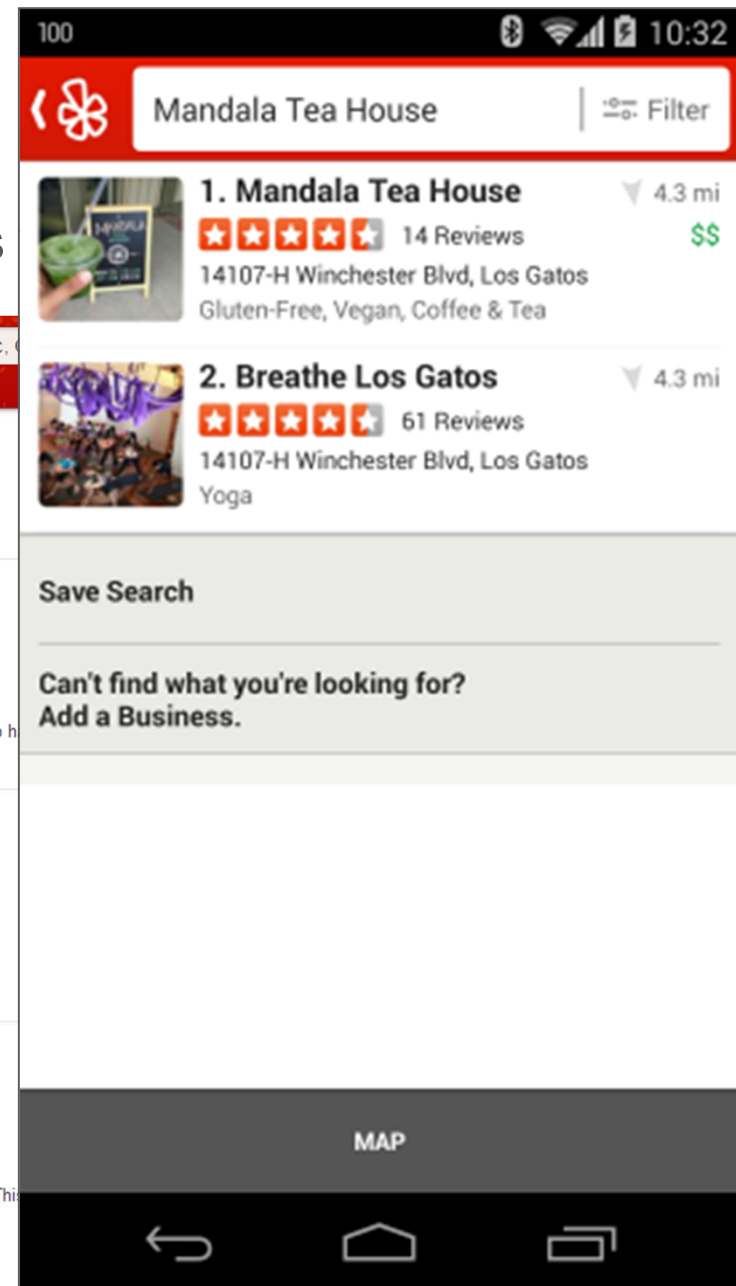 100
10:32
Mandala Tea House
Filter
1. Mandala Tea House
4.3 mi
14 Reviews
$$
14107-H Winchester Blvd, Los Gatos
Gluten-Free, Vegan, Coffee & Tea
MANDALA
2. Breathe Los Gatos
4.3 mi
61 Reviews
14107-H Winchester Blvd, Los Gatos
Yoga
Save Search
Can't find what you're looking for?
Add a Business.
MAP